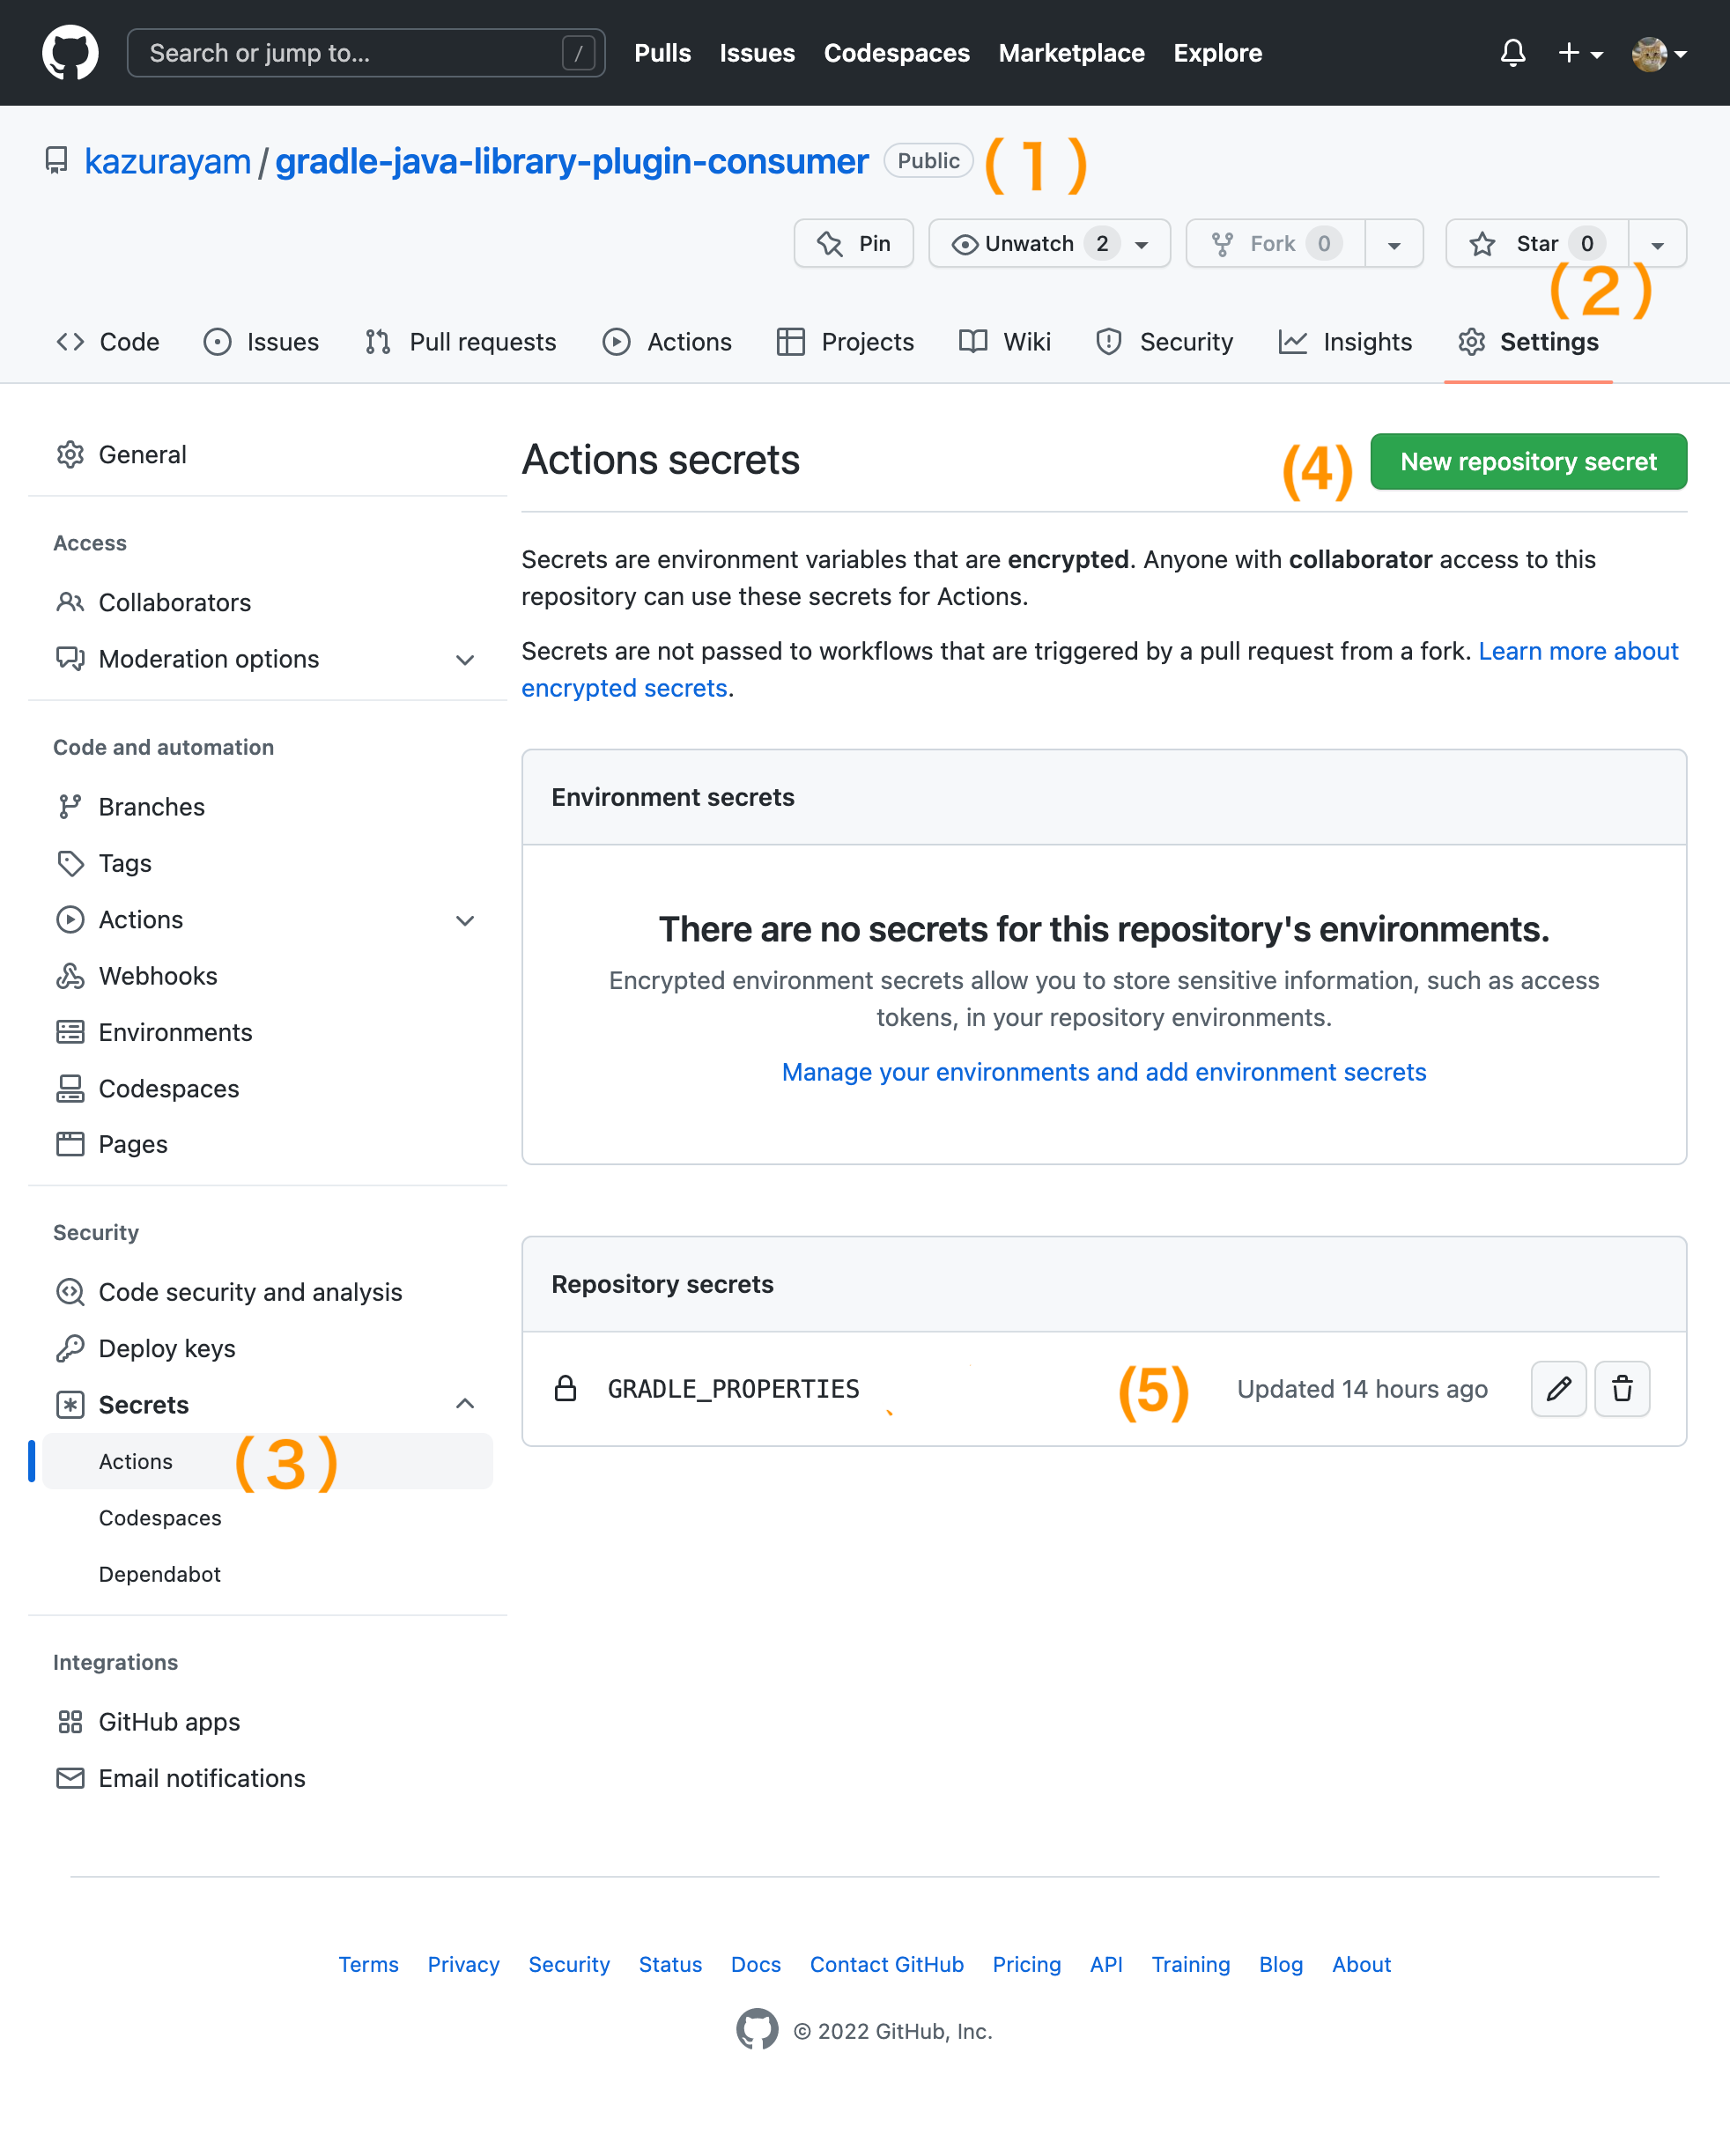 Search or jump to... /
Pulls Issues Codespaces Marketplace Explore
kazurayam / gradle-java-library-plugin-consumer Public (1)
Pin Unwatch 2 Fork 0 Star 0
(2)
Code Issues Pull requests Actions Projects Wiki Security Insights Settings
General
Access
Collaborators
Moderation options
Code and automation
Branches
Tags
Actions
Webhooks
Environments
Codespaces
Pages
Security
Code security and analysis
Deploy keys
Secrets
Actions (3)
Codespaces
Dependabot
Integrations
GitHub apps
Email notifications
Actions secrets
(4) New repository secret
Secrets are environment variables that are encrypted. Anyone with collaborator access to this
repository can use these secrets for Actions.
Secrets are not passed to workflows that are triggered by a pull request from a fork. Learn more about
encrypted secrets.
Environment secrets
There are no secrets for this repository's environments.
Encrypted environment secrets allow you to store sensitive information, such as access
tokens, in your repository environments.
Manage your environments and add environment secrets
Repository secrets
GRADLE_PROPERTIES (5) Updated 14 hours ago
Terms Privacy Security Status Docs Contact GitHub Pricing API Training Blog About
© 2022 GitHub, Inc.